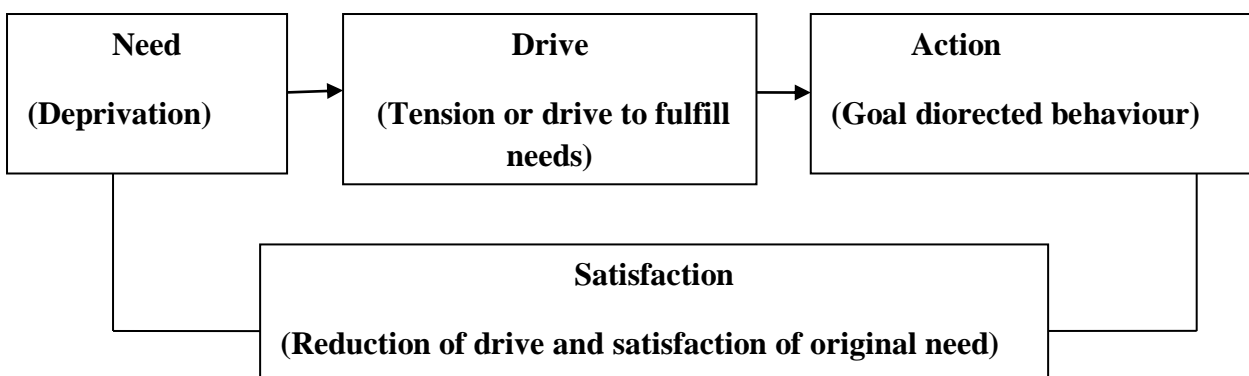 Need
(Deprivation)
Drive
(Tension or drive to fulfill
needs)
Action
(Goal diorected behaviour)
Satisfaction
(Reduction of drive and satisfaction of original need)